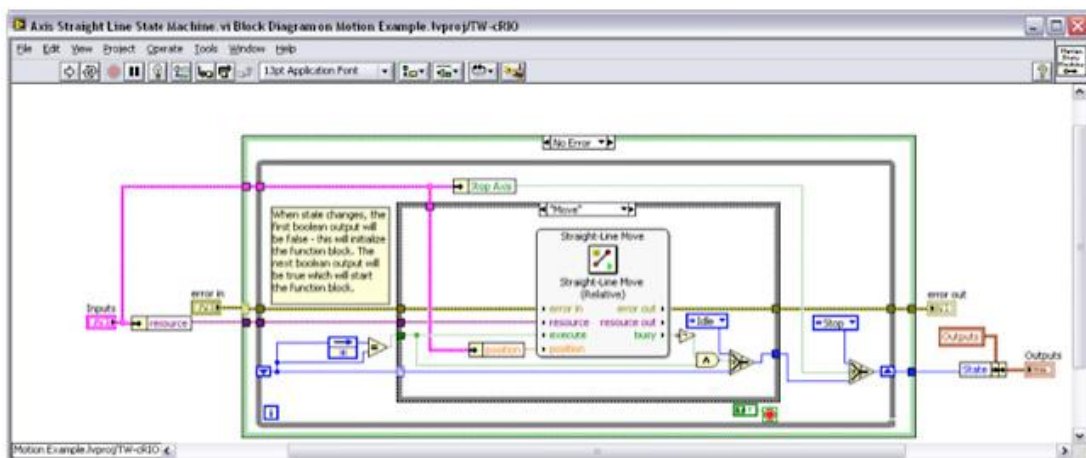 Axis Straight Line State Machine.vi Block Diagram on Motion Example.lvproj/TW-cRIO
File Edit View Project Operate Tools Window Help
13pt Application Font
Motion
State
Machine
No Error
Stop Axis
"Move"
When state changes, the
first boolean output will
be false - this will initialize
the function block. The
next boolean output will
be true which will start
the function block.
Straight-Line Move
Straight-Line Move
(Relative)
error in error out
resource resource out
execute busy
position
error in
Inputs
resource
position
Idle
Stop
error out
Outputs
State
Outputs
i
Motion Example.lvproj/TW-cRIO